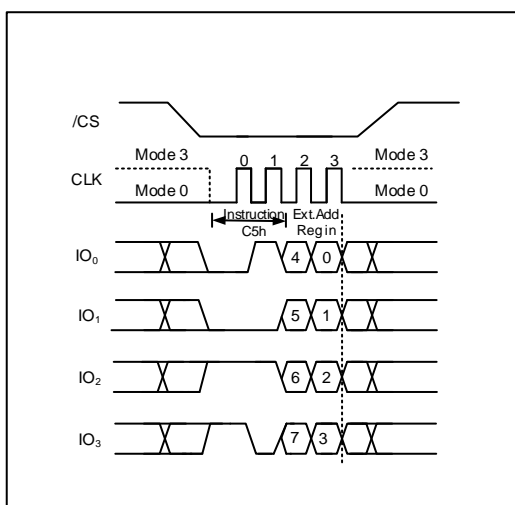 /CS
0 1 2 3
Mode 3 Mode 3
CLK
Mode 0 Mode 0
Instruction Ext.Add
C5h Reg in
IO0 4 0
IO1 5 1
IO2 6 2
IO3 7 3